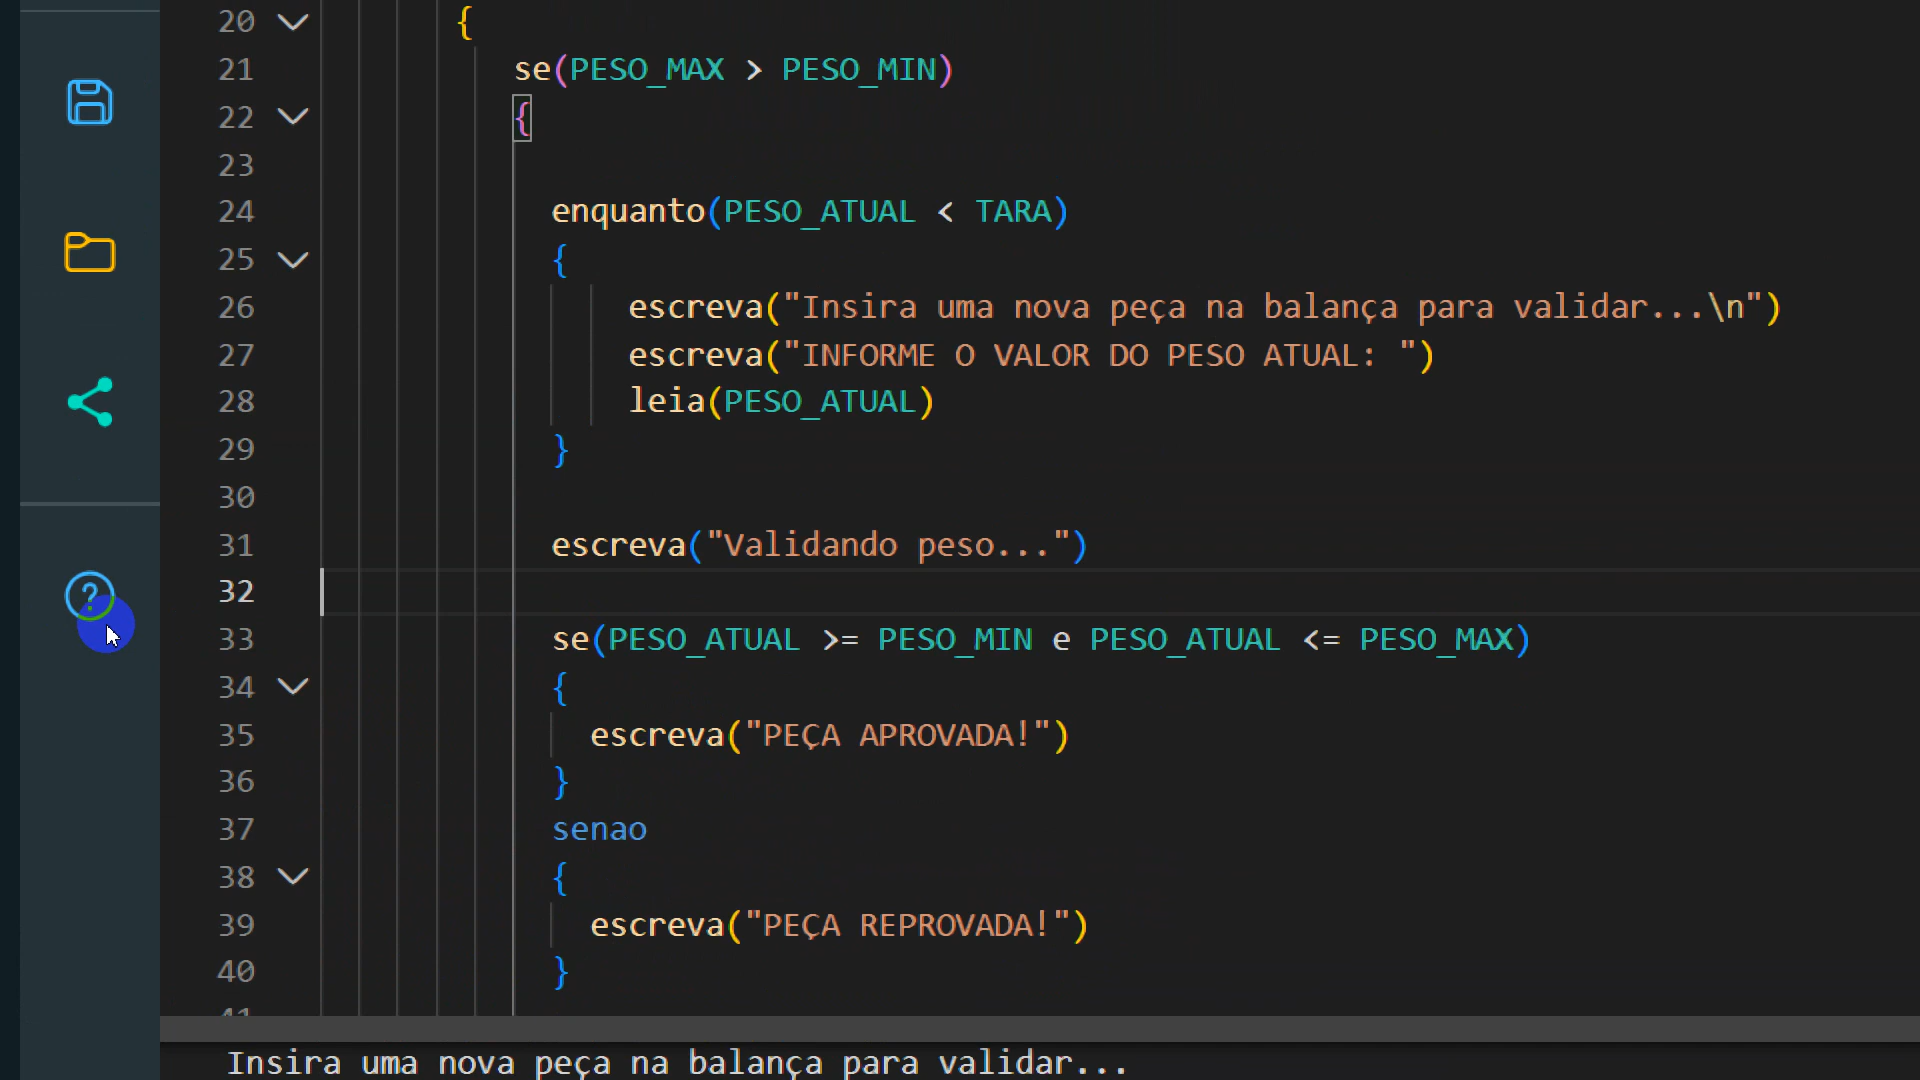 20 {
21 se(PESO_MAX > PESO_MIN)
22 {
23
24 enquanto(PESO_ATUAL < TARA)
25 {
26 escreva("Insira uma nova peça na balança para validar...\n")
27 escreva("INFORME O VALOR DO PESO ATUAL: ")
28 leia(PESO_ATUAL)
29 }
30
31 escreva("Validando peso...")
32
33 se(PESO_ATUAL >= PESO_MIN e PESO_ATUAL <= PESO_MAX)
34 {
35 escreva("PEÇA APROVADA!")
36 }
37 senao
38 {
39 escreva("PEÇA REPROVADA!")
40 }
41
Insira uma nova peça na balança para validar...